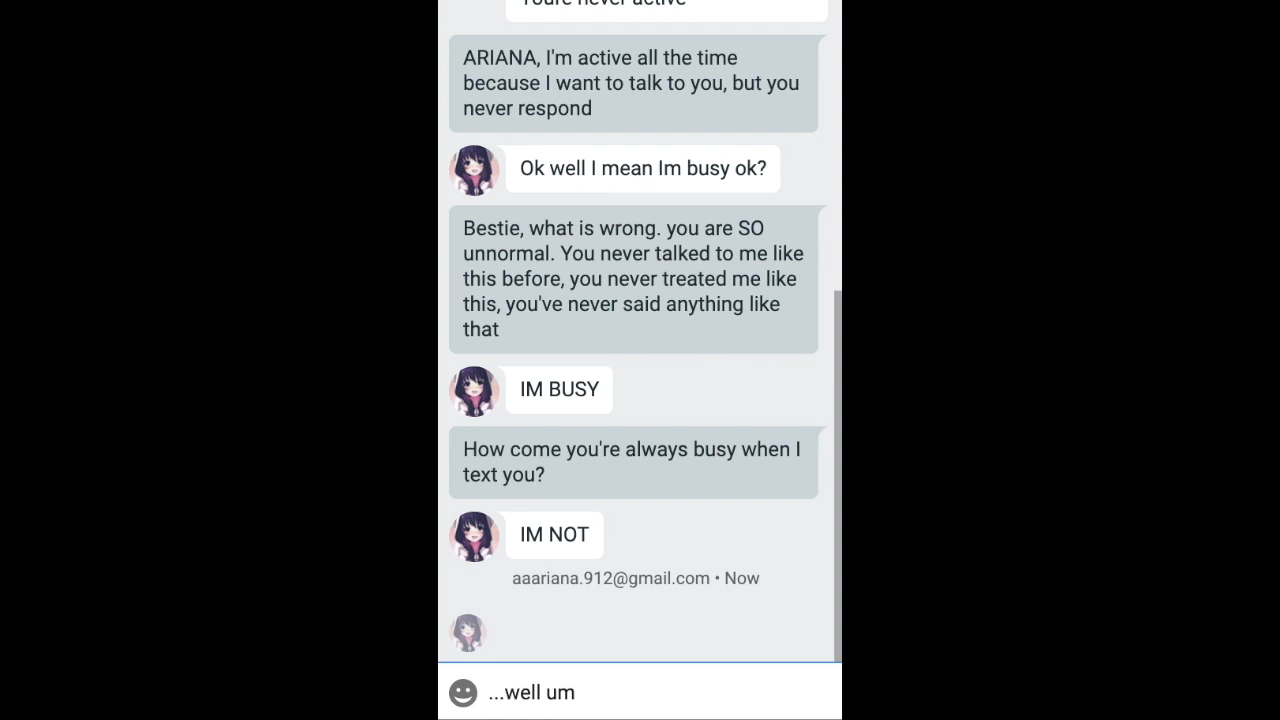 Youre never active
ARIANA, I'm active all the time
because I want to talk to you, but you
never respond
Ok well I mean Im busy ok?
Bestie, what is wrong. you are SO
unnormal. You never talked to me like
this before, you never treated me like
this, you've never said anything like
that
IM BUSY
How come you're always busy when I
text you?
IM NOT
aaariana.912@gmail.com • Now
...well um